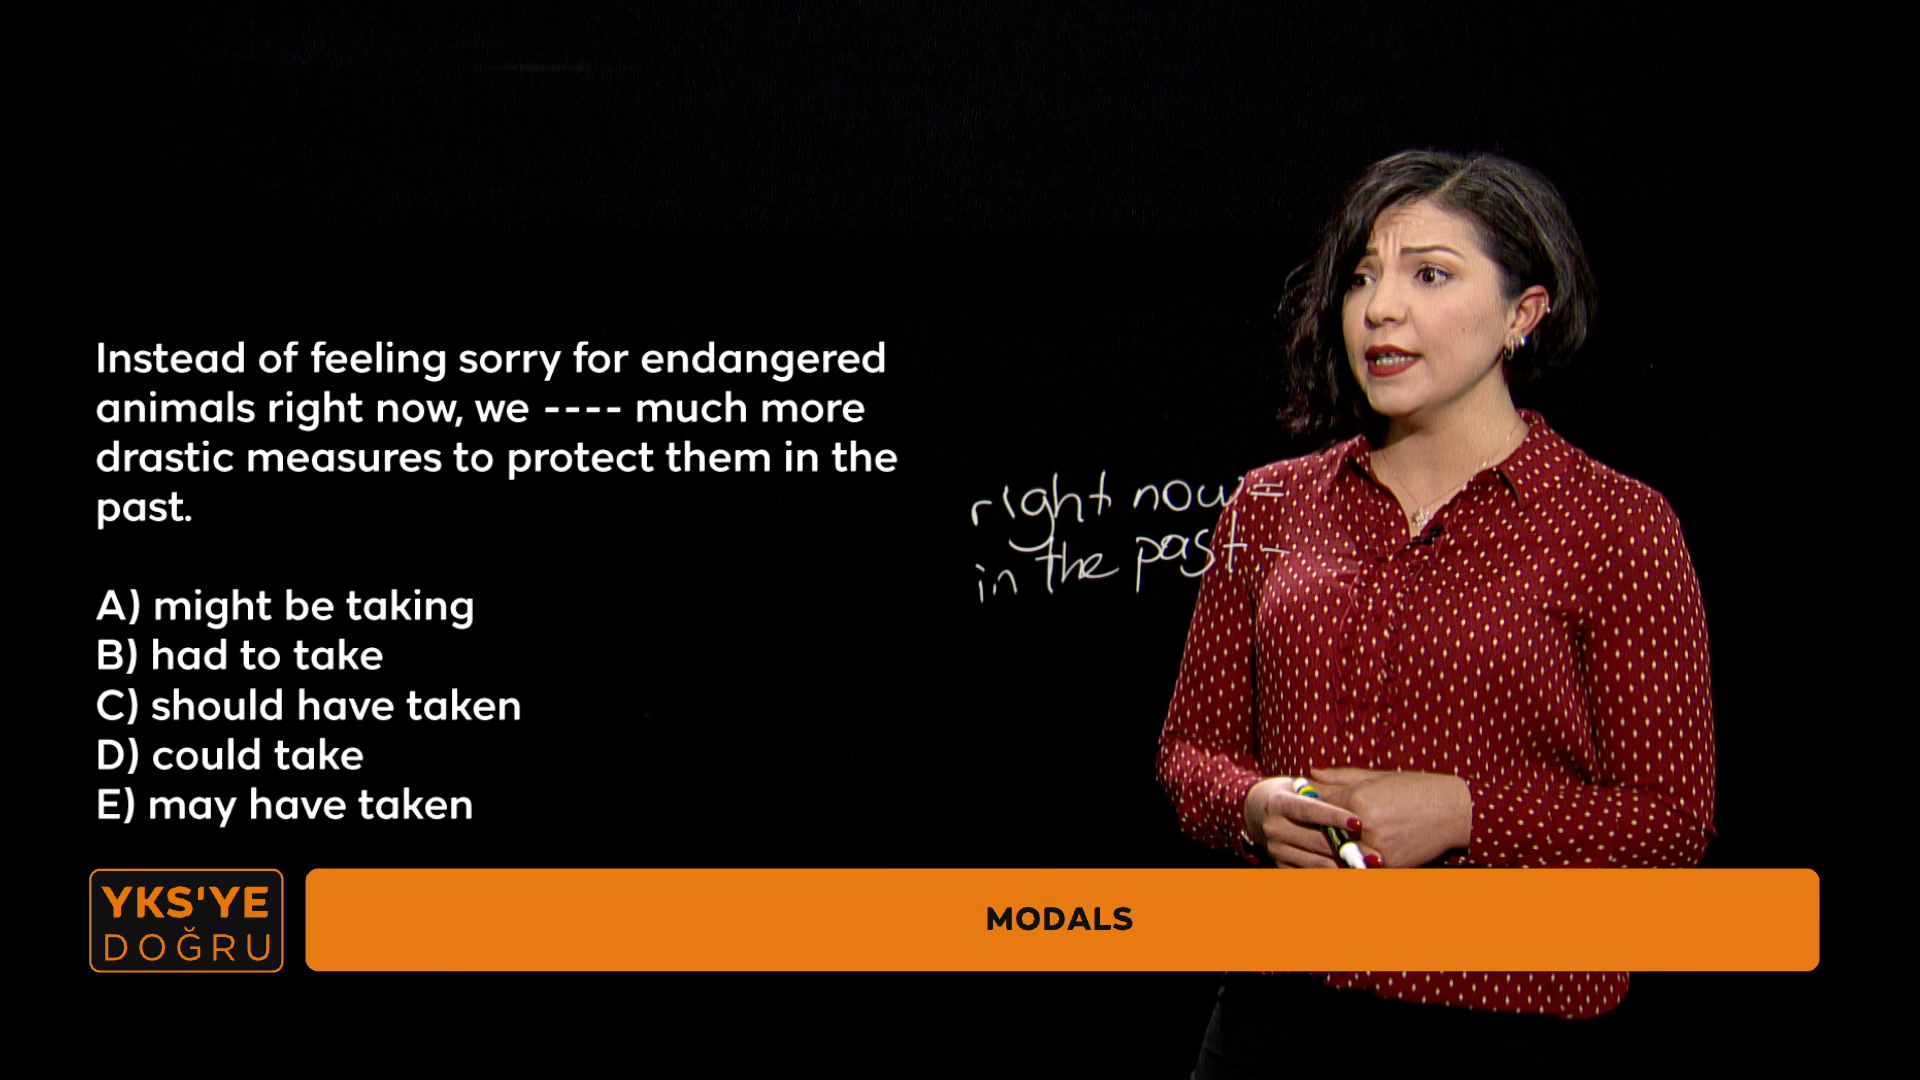 Instead of feeling sorry for endangered
animals right now, we ---- much more
drastic measures to protect them in the
past.
A) might be taking
B) had to take
C) should have taken
D) could take
E) may have taken
right now =
in the past -
YKS'YE
DOĞRU
MODALS